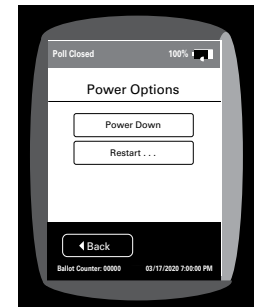 Poll Closed 100%
Power Options
Power Down
Restart . . .
Back
Ballot Counter: 00000 03/17/2020 7:00:00 PM